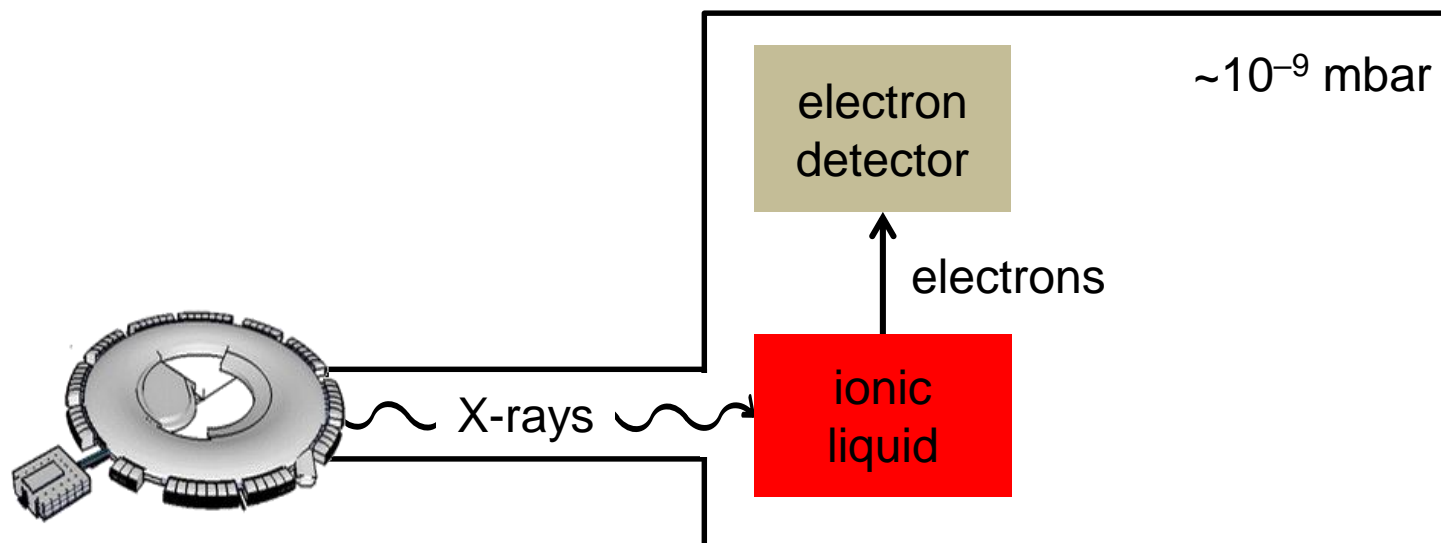 ~10⁻⁹ mbar
electron
detector
electrons
X-rays
ionic
liquid